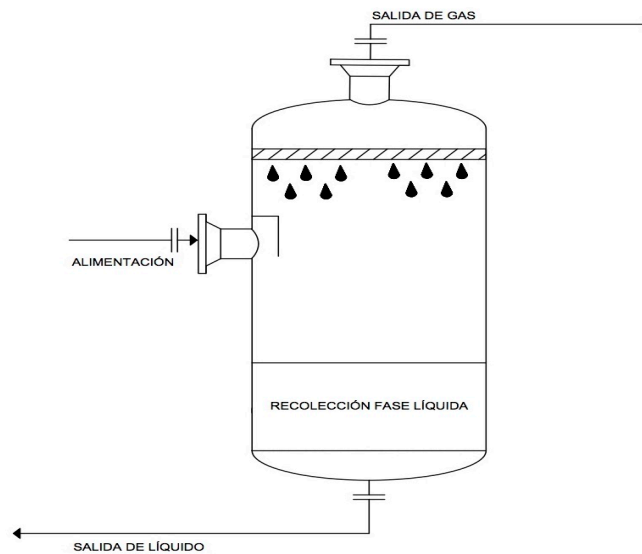 SALIDA DE GAS
ALIMENTACIÓN
RECOLECCIÓN FASE LÍQUIDA
SALIDA DE LÍQUIDO